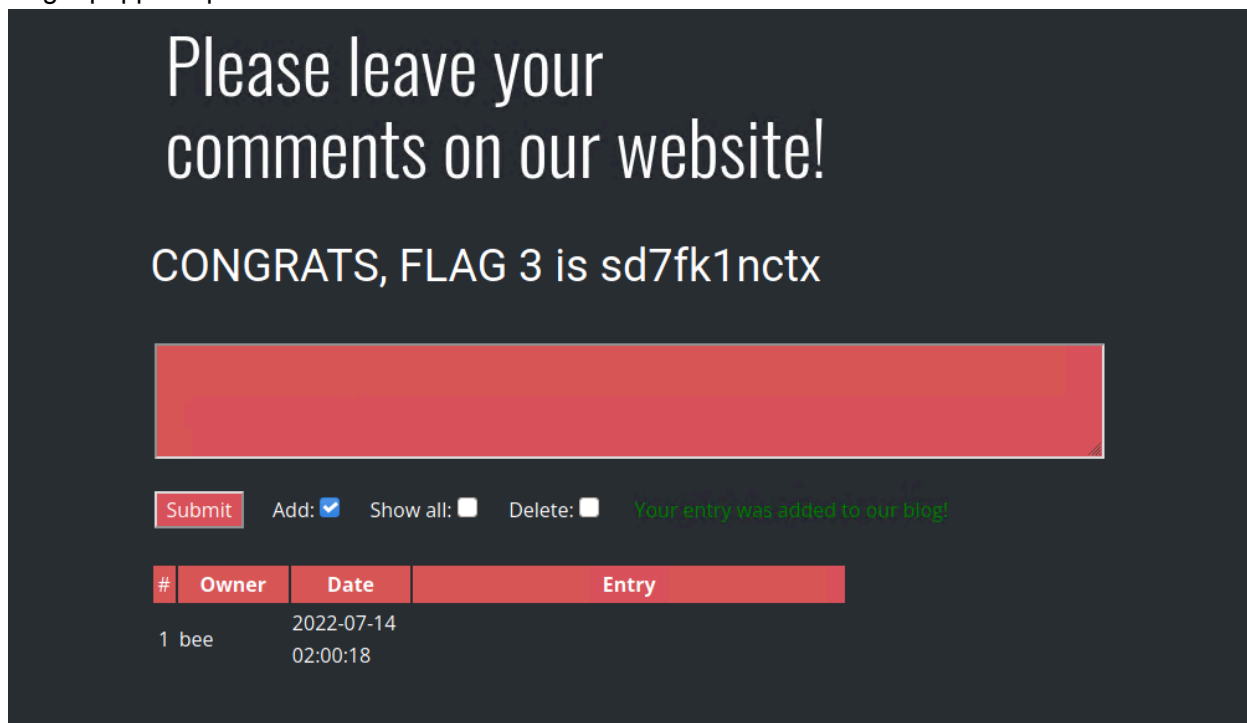 Please leave your
comments on our website!
CONGRATS, FLAG 3 is sd7fk1nctx
Submit Add: Show all: Delete: Your entry was added to our blog!
# Owner Date Entry
1 bee 2022-07-14
02:00:18